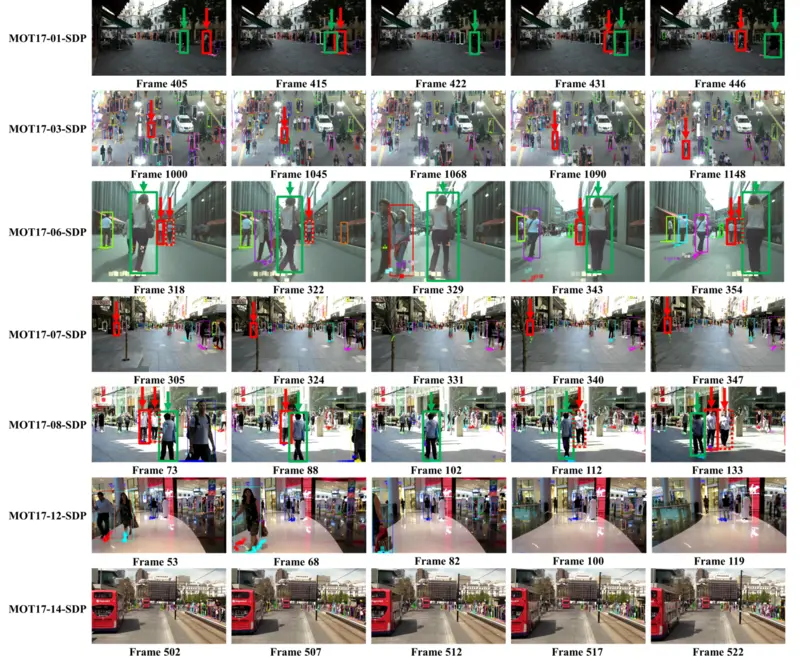 MOT17-01-SDP
Frame 405 Frame 415 Frame 422 Frame 431 Frame 446
MOT17-03-SDP
Frame 1000 Frame 1045 Frame 1068 Frame 1090 Frame 1148
MOT17-06-SDP
Frame 318 Frame 322 Frame 329 Frame 343 Frame 354
MOT17-07-SDP
Frame 305 Frame 324 Frame 331 Frame 340 Frame 347
MOT17-08-SDP
Frame 73 Frame 88 Frame 102 Frame 112 Frame 133
MOT17-12-SDP
Frame 53 Frame 68 Frame 82 Frame 100 Frame 119
MOT17-14-SDP
Frame 502 Frame 507 Frame 512 Frame 517 Frame 522